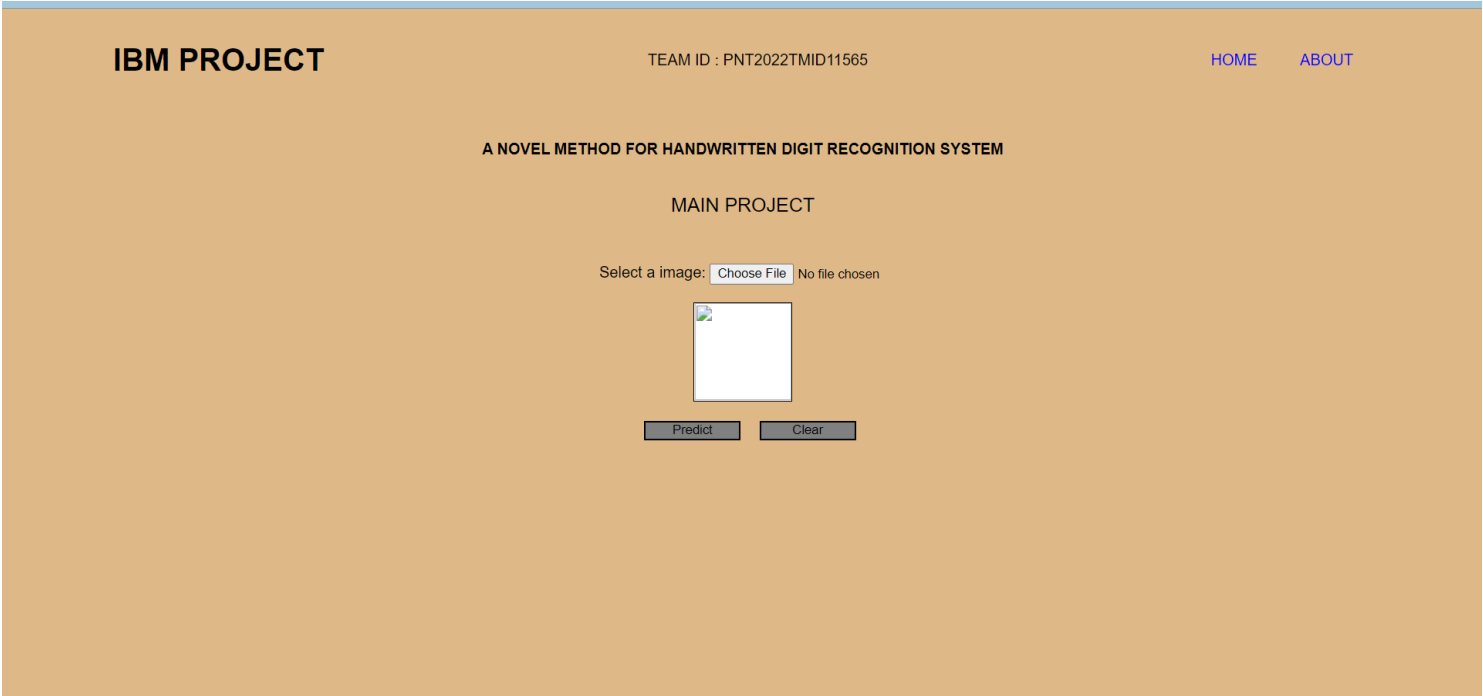 IBM PROJECT TEAM ID : PNT2022TMID11565 HOME ABOUT
A NOVEL METHOD FOR HANDWRITTEN DIGIT RECOGNITION SYSTEM
MAIN PROJECT
Select a image: Choose File No file chosen
Predict Clear